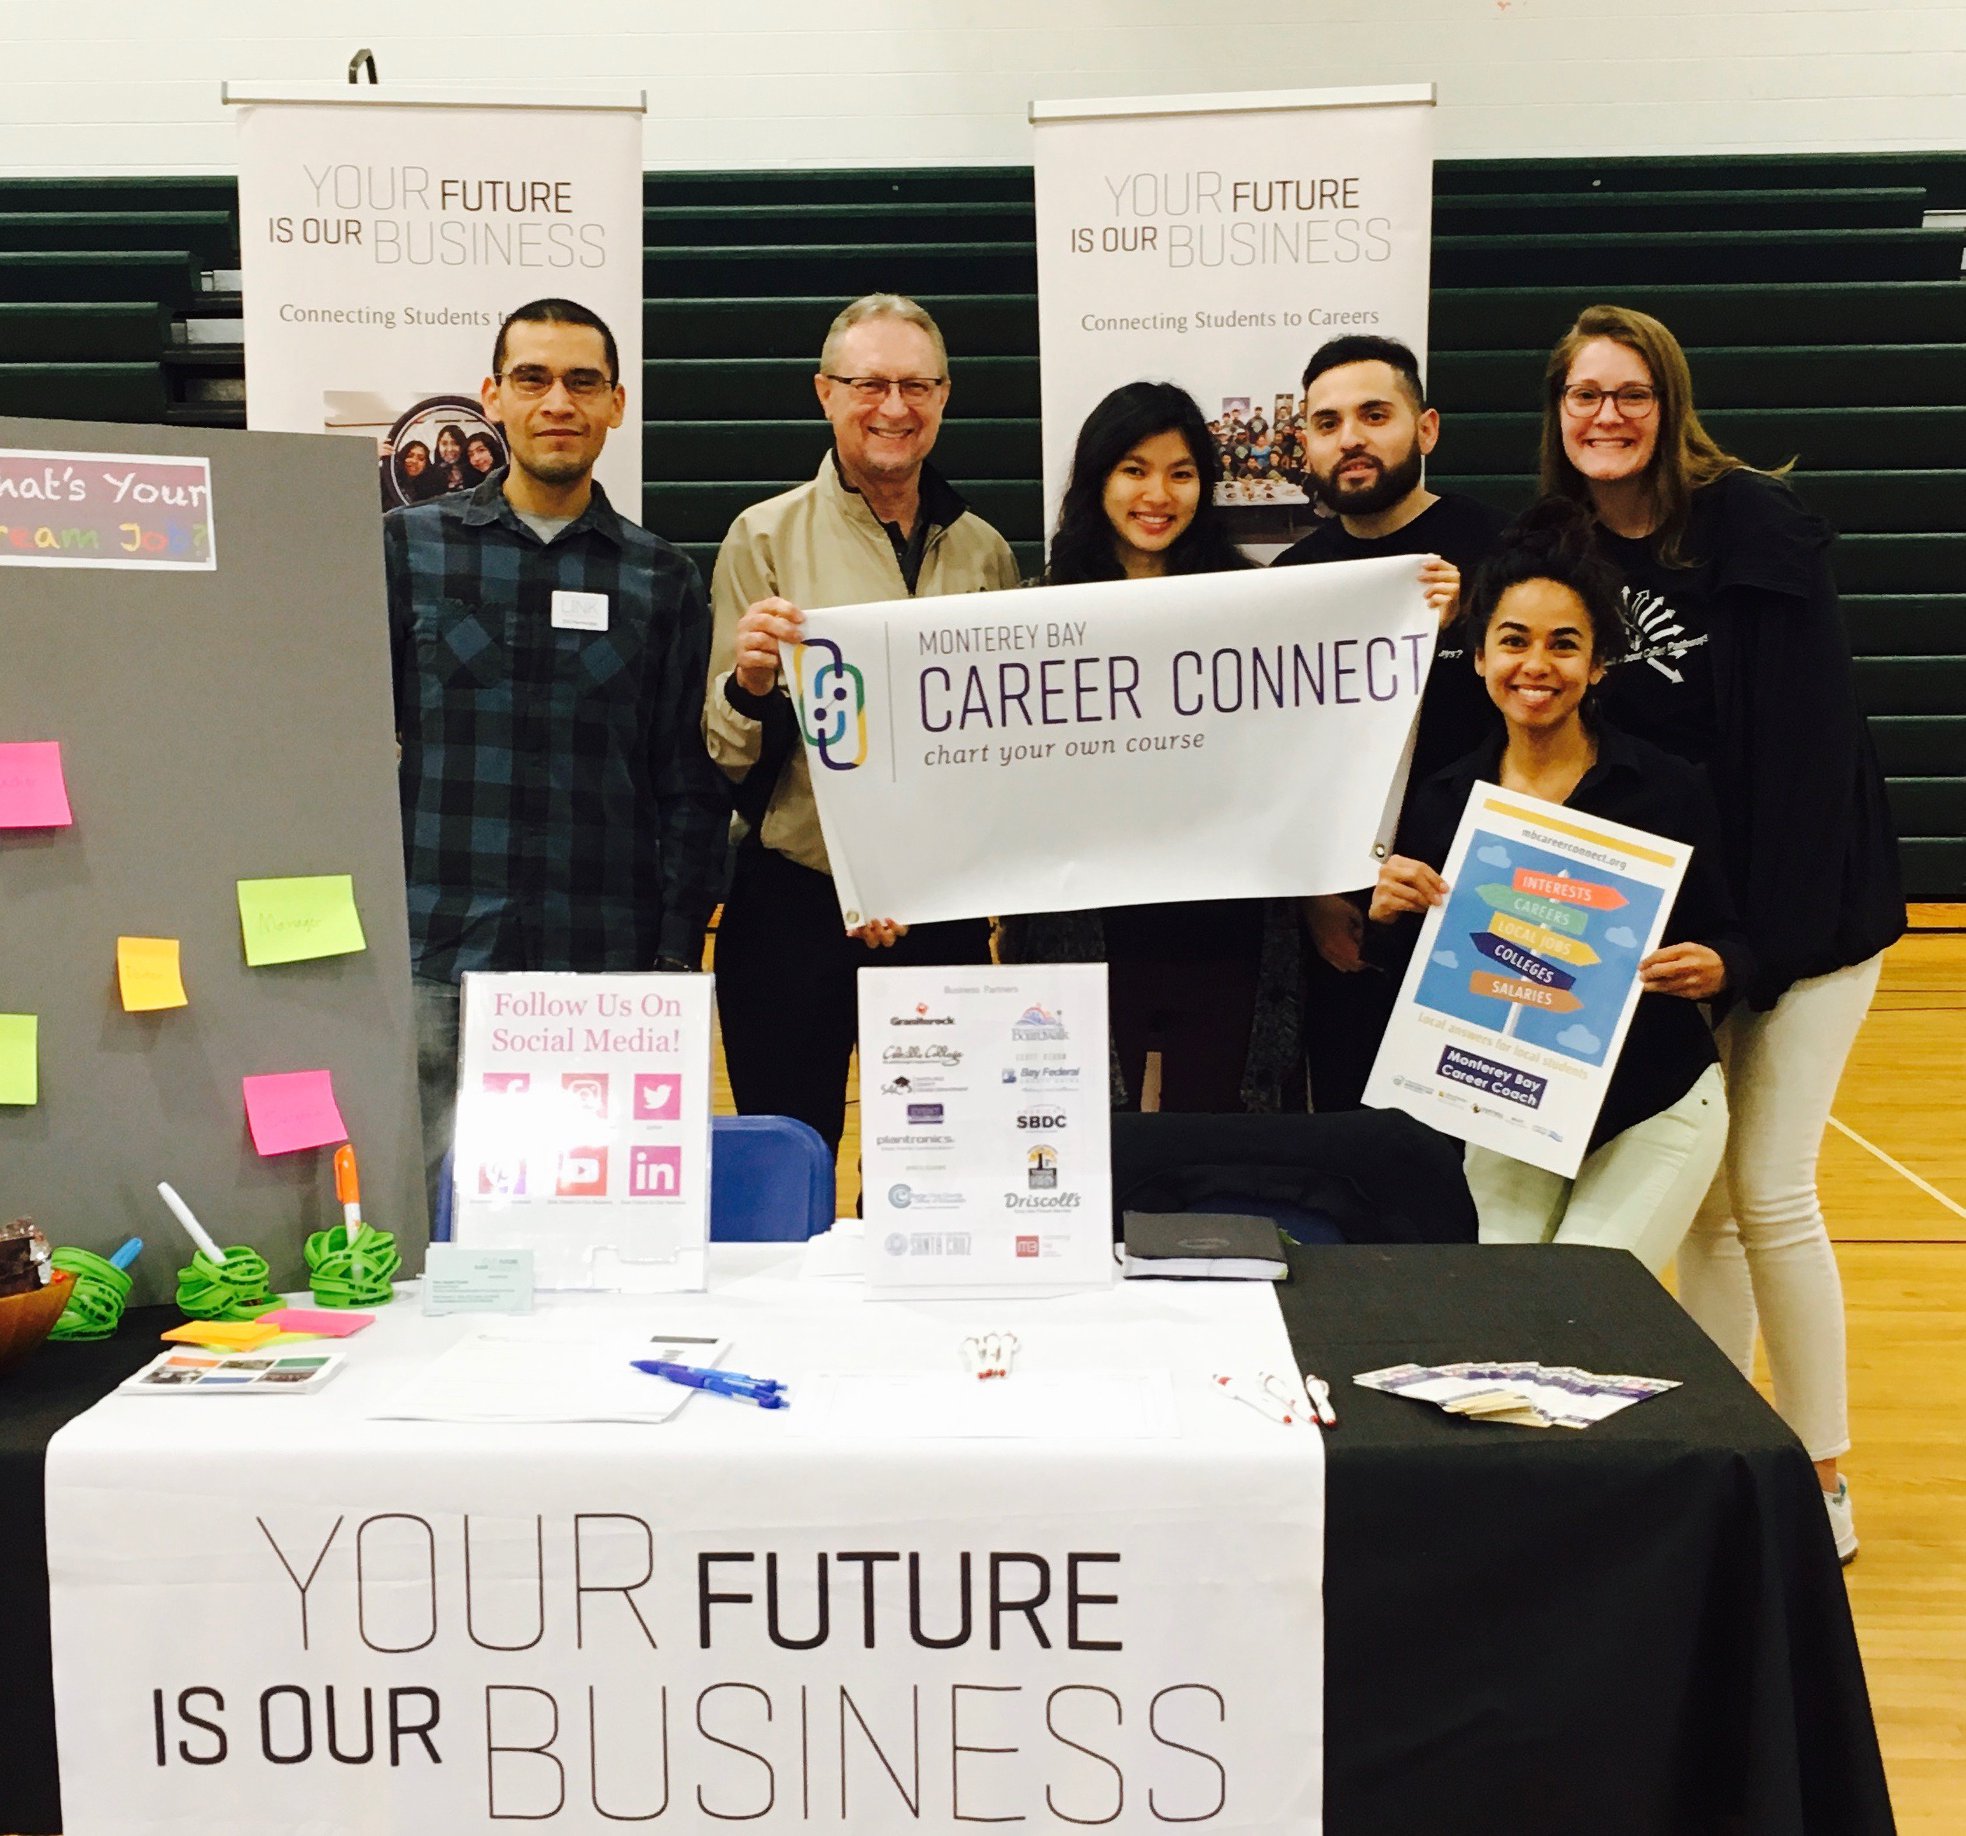 YOUR FUTURE
IS OUR BUSINESS
Connecting Students
YOUR FUTURE
IS OUR BUSINESS
Connecting Students to Careers
hat's Your
ream Job?
LINK
MONTEREY BAY
CAREER CONNECT
chart your own course
mbcareerconnect.org
INTERESTS
CAREERS
LOCAL JOBS
COLLEGES
SALARIES
Local answers for local students
Monterey Bay
Career Coach
Manager
Follow Us On
Social Media!
in
Business Partners
Graniterock
Boardwalk
Cabrillo College
Bay Federal
SBDC
plantronics
Driscoll's
SANTA CRUZ
YOUR FUTURE
IS OUR BUSINESS